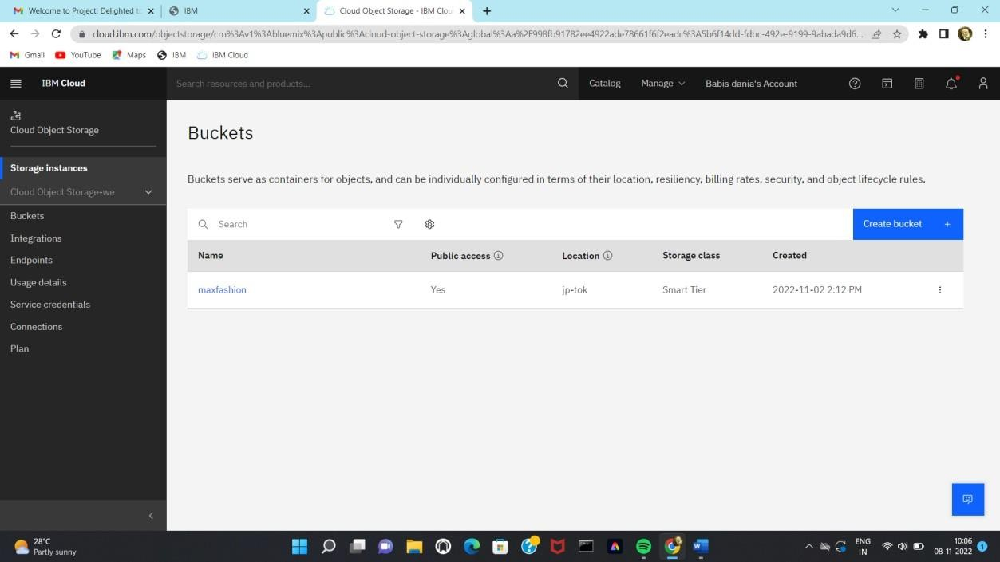 Welcome to Project! Delighted to
IBM
Cloud Object Storage - IBM Clou
cloud.ibm.com/objectstorage/crn%3Av1%3Abluemix%3Apublic%3Acloud-object-storage%3Aglobal%3Aa%2F998fb91782ee4922ade78661f6f2eadc%3A5b6f14dd-fdbc-492e-9199-9abada9d6...
Gmail
YouTube
Maps
IBM
IBM Cloud
IBM Cloud
Search resources and products...
Catalog
Manage
Babis dania's Account
Cloud Object Storage
Storage instances
Cloud Object Storage-we
Buckets
Integrations
Endpoints
Usage details
Service credentials
Connections
Plan
Buckets
Buckets serve as containers for objects, and can be individually configured in terms of their location, resiliency, billing rates, security, and object lifecycle rules.
Search
Create bucket +
Name Public access Location Storage class Created
maxfashion Yes jp-tok Smart Tier 2022-11-02 2:12 PM
28°C
Partly sunny
ENG
IN
10:06
08-11-2022
1